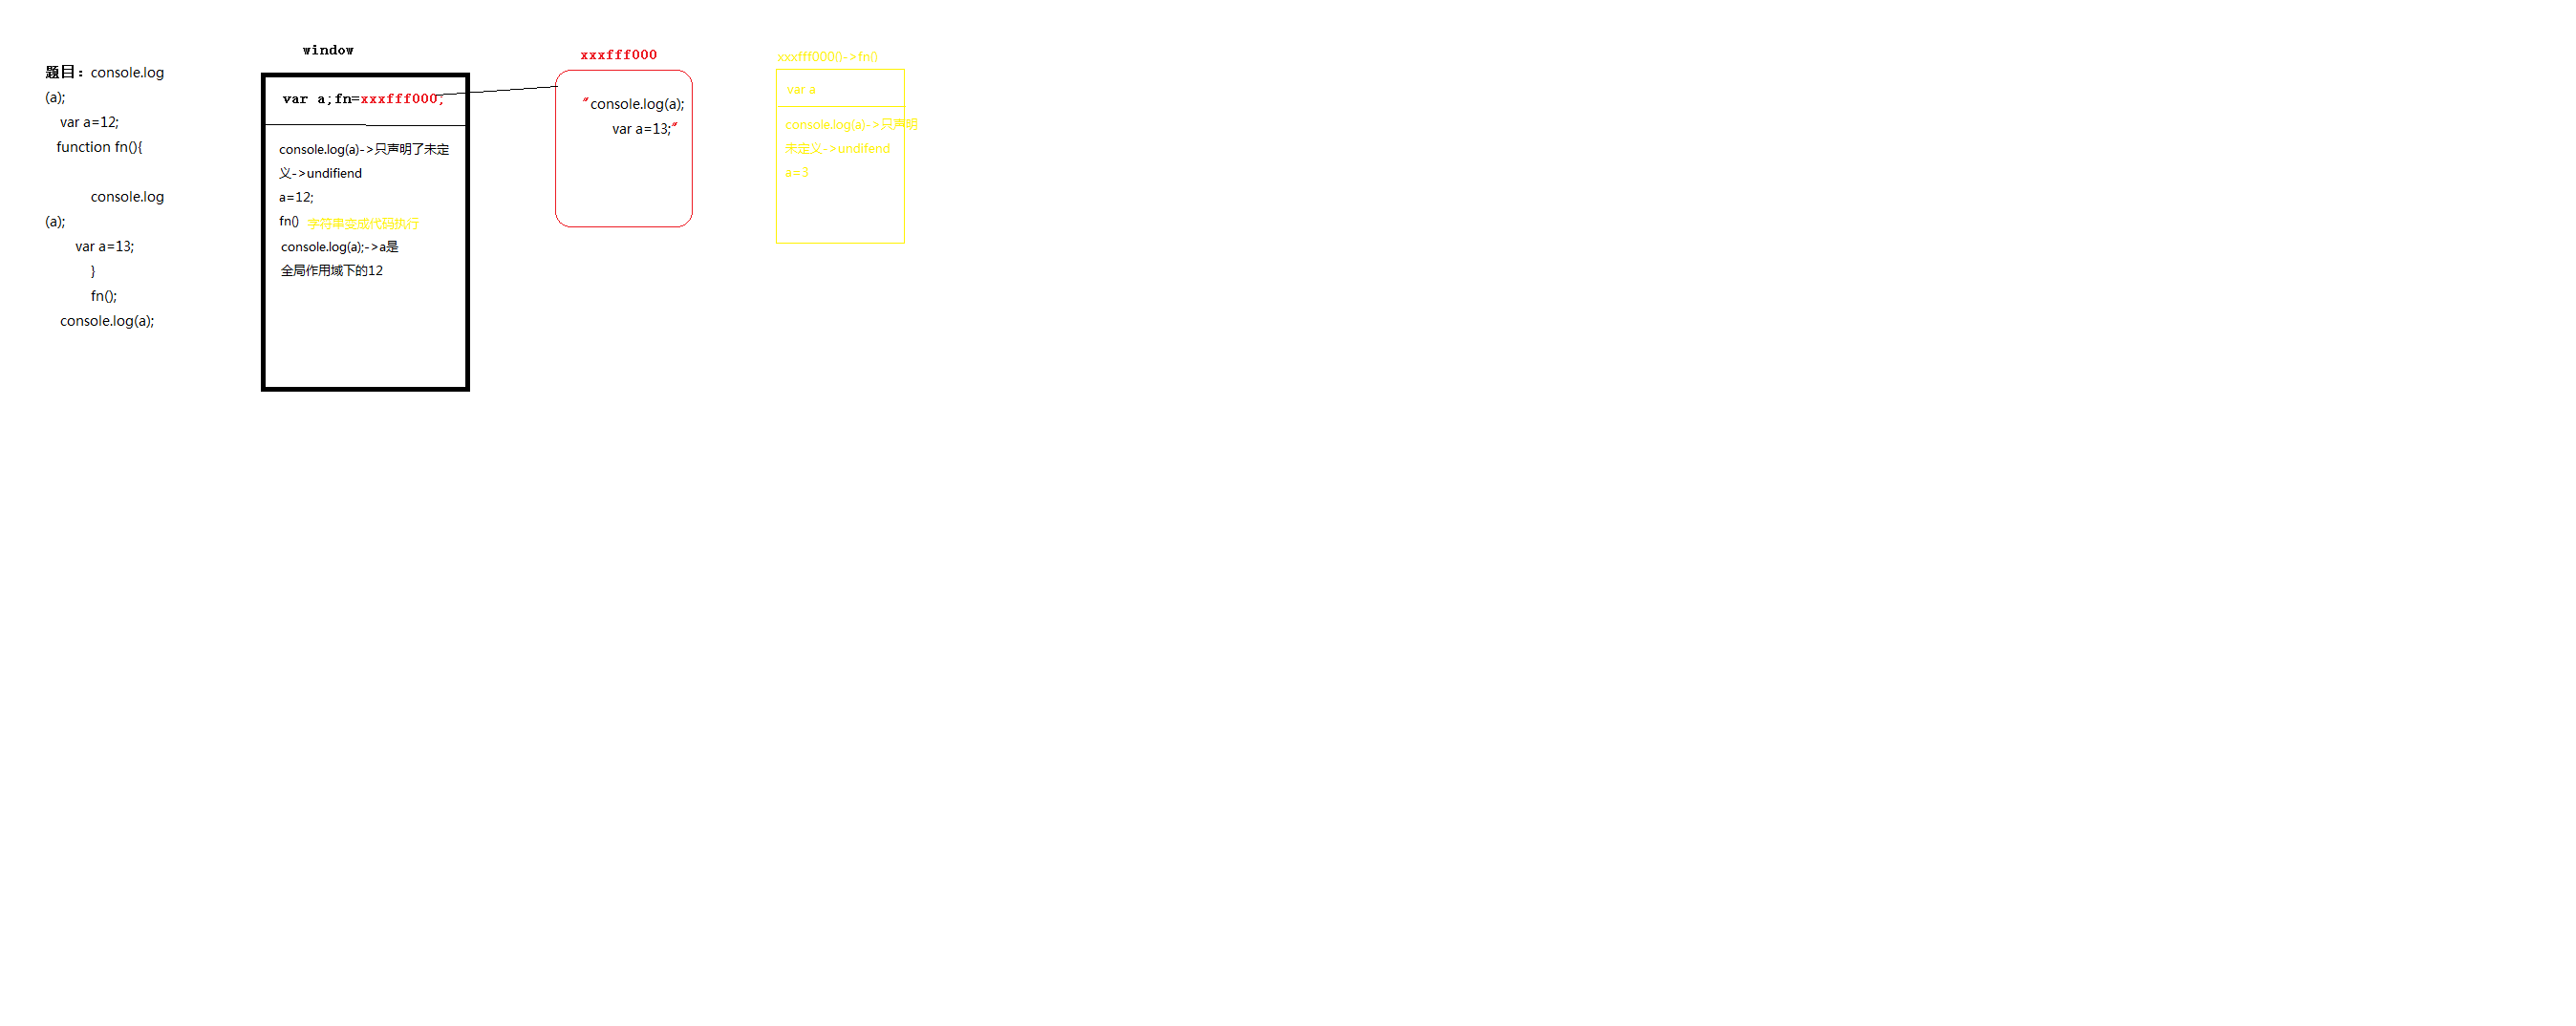 题目：console.log
(a);
var a=12;
function fn(){
console.log
(a);
var a=13;
}
fn();
console.log(a);
window
var a;fn=xxxfff000;
console.log(a)->只声明了未定
义->undifiend
a=12;
fn() 字符串变成代码执行
console.log(a);->a是
全局作用域下的12
xxxfff000
"console.log(a);
var a=13;"
xxxfff000()->fn()
var a
console.log(a)->只声明
未定义->undifend
a=3